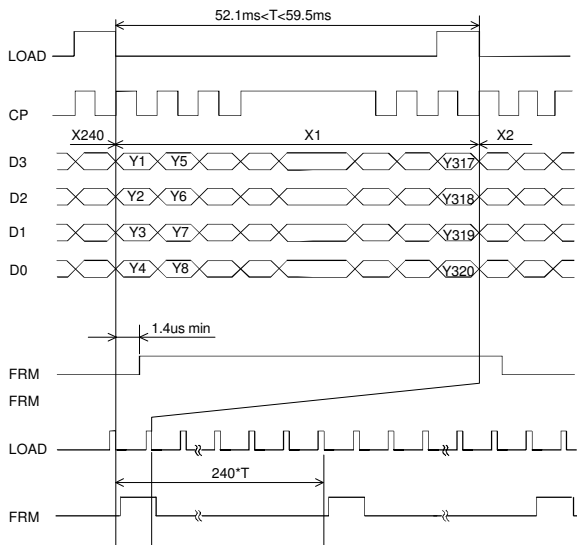 52.1ms<T<59.5ms
LOAD
CP
X240 X1 X2
D3 Y1 Y5 Y317
D2 Y2 Y6 Y318
D1 Y3 Y7 Y319
D0 Y4 Y8 Y320
1.4us min
FRM
FRM
LOAD
240*T
FRM